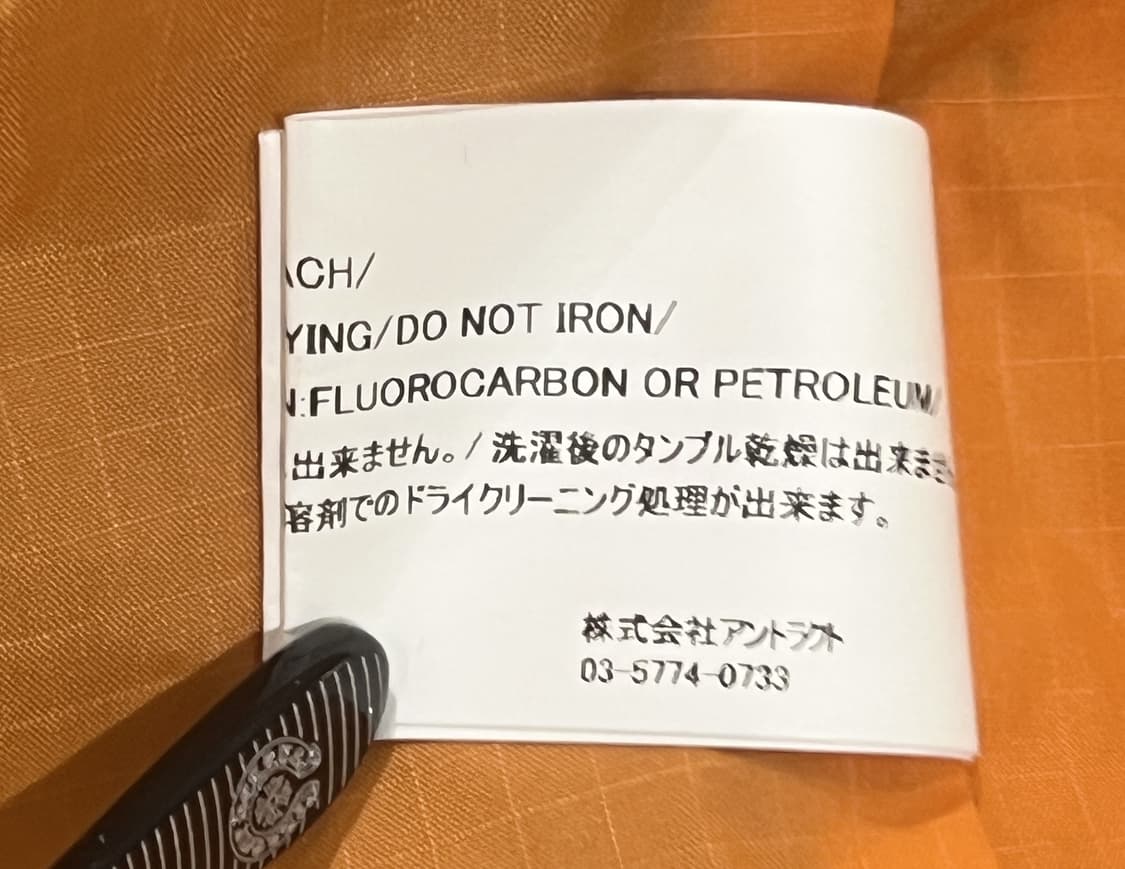 ACH/
YING/DO NOT IRON/
N:FLUOROCARBON OR PETROLEUM/
出来ません。/ 洗濯後のタンブル乾燥は出来ませ
溶剤でのドライクリーニング処理が出来ます。
株式会社アントラクト
03-5774-0733